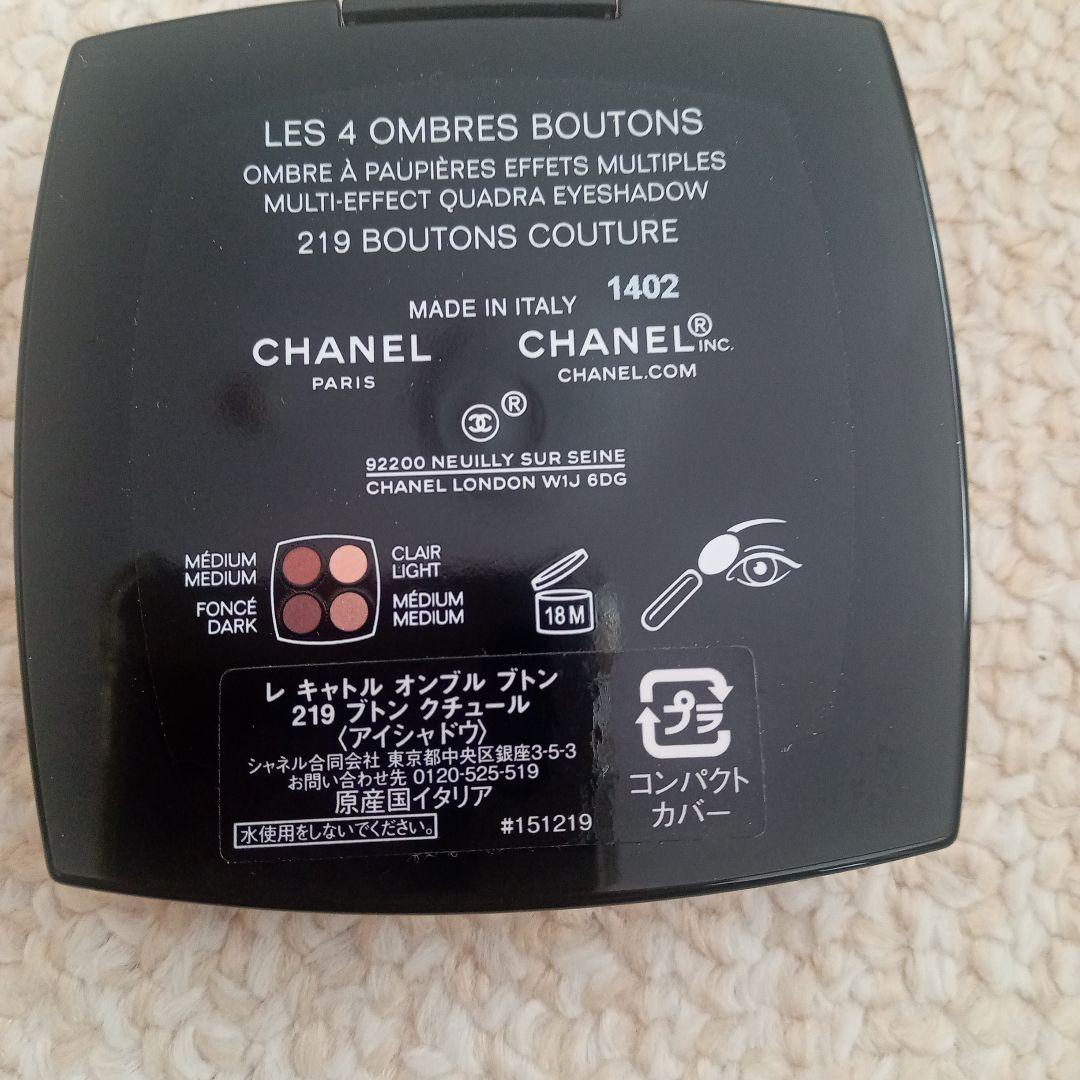 LES 4 OMBRES BOUTONS
OMBRE À PAUPIÈRES EFFETS MULTIPLES
MULTI-EFFECT QUADRA EYESHADOW
219 BOUTONS COUTURE
MADE IN ITALY 1402
CHANEL
PARIS
CHANEL® INC.
CHANEL.COM
®
92200 NEUILLY SUR SEINE
CHANEL LONDON W1J 6DG
MÉDIUM
MEDIUM
CLAIR
LIGHT
FONCÉ
DARK
MÉDIUM
MEDIUM
18 M
レ キャトル オンブル ブトン
219 ブトン クチュール
〈アイシャドウ〉
シャネル合同会社 東京都中央区銀座3-5-3
お問い合わせ先 0120-525-519
原産国イタリア
水使用をしないでください。
#151219
プラ
コンパクト
カバー